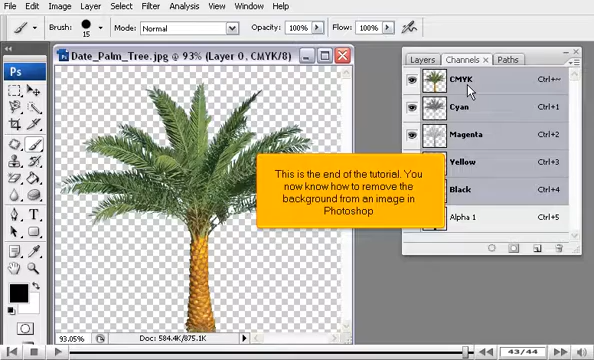 File Edit Image Layer Select Filter Analysis View Window Help
Brush: 15 Mode: Normal Opacity: 100% Flow: 100%
Date_Palm_Tree.jpg @ 93% (Layer 0, CMYK/8)
Layers Channels × Paths
Ps
CMYK Ctrl+~
Cyan Ctrl+1
Magenta Ctrl+2
Yellow Ctrl+3
Black Ctrl+4
Alpha 1 Ctrl+5
This is the end of the tutorial. You
now know how to remove the
background from an image in
Photoshop
93.05% Doc: 584.4K/875.1K
43/44